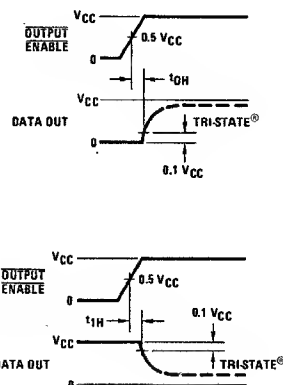 VCC
OUTPUT
ENABLE
0.5 VCC
0
t0H
VCC
DATA OUT
TRI-STATE®
0
0.1 VCC
VCC
OUTPUT
ENABLE
0.5 VCC
0
t1H
0.1 VCC
VCC
DATA OUT
TRI-STATE®
0